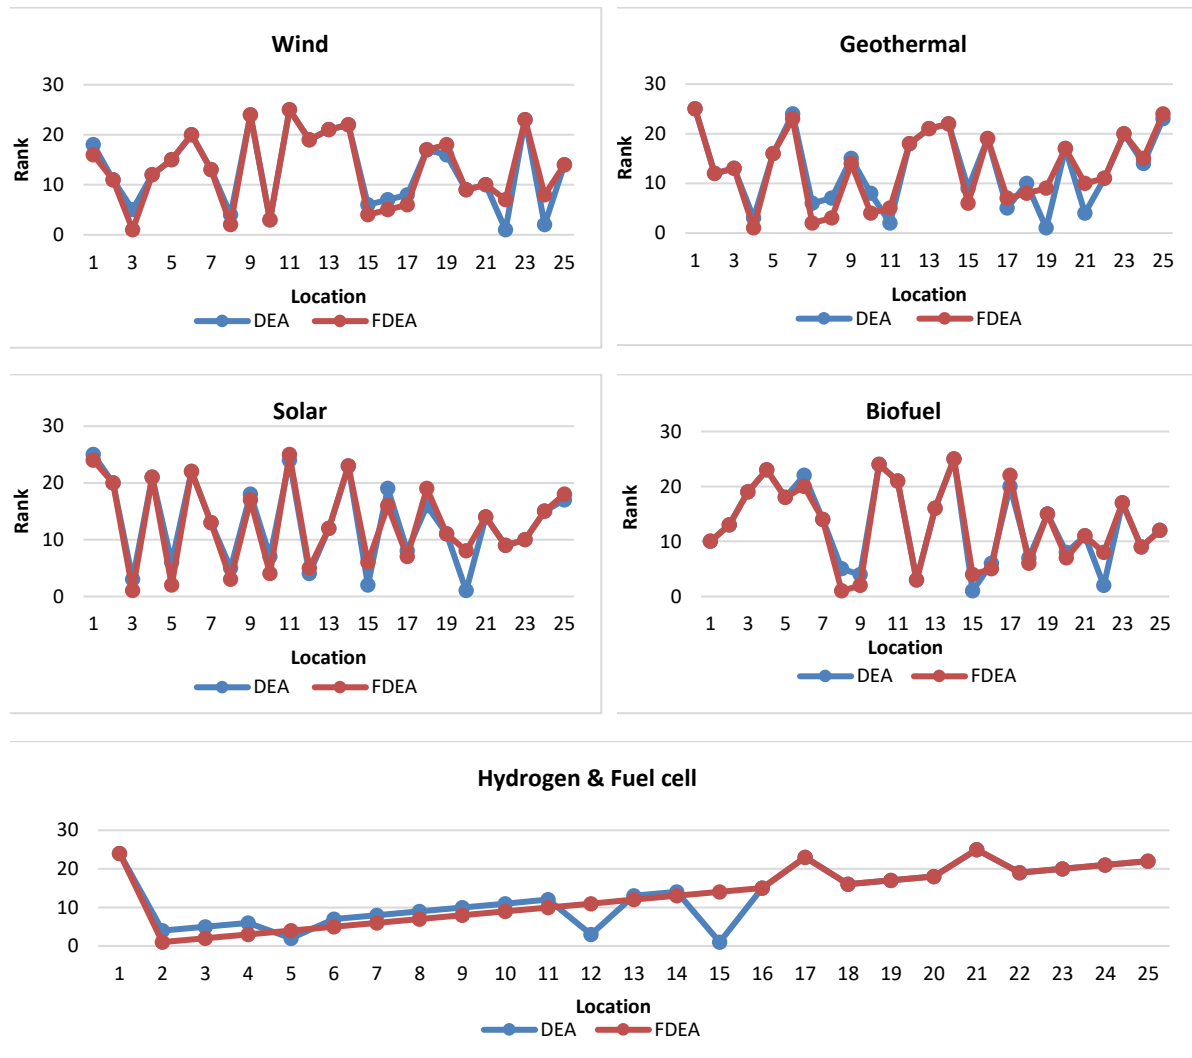 Wind
30
20
10
0
Rank
1 3 5 7 9 11 13 15 17 19 21 23 25
Location
DEA FDEA
Geothermal
30
20
10
0
Rank
1 3 5 7 9 11 13 15 17 19 21 23 25
Location
DEA FDEA
Solar
30
20
10
0
Rank
1 3 5 7 9 11 13 15 17 19 21 23 25
Location
DEA FDEA
Biofuel
30
20
10
0
Rank
1 3 5 7 9 11 13 15 17 19 21 23 25
Location
DEA FDEA
Hydrogen & Fuel cell
30
20
10
0
1 2 3 4 5 6 7 8 9 10 11 12 13 14 15 16 17 18 19 20 21 22 23 24 25
Location
DEA FDEA